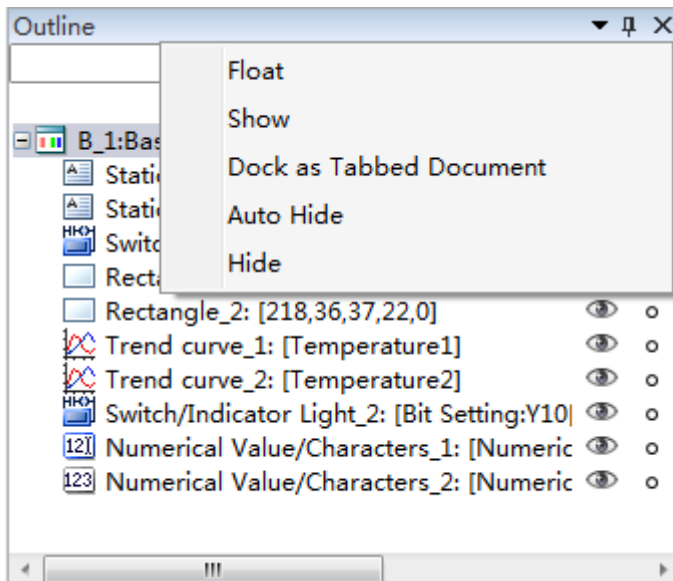 Outline
Float
Show
Dock as Tabbed Document
Auto Hide
Hide
B_1:Bas
Static
Static
Switc
Recta
Rectangle_2: [218,36,37,22,0]
Trend curve_1: [Temperature1]
Trend curve_2: [Temperature2]
Switch/Indicator Light_2: [Bit Setting:Y10
Numerical Value/Characters_1: [Numeric
Numerical Value/Characters_2: [Numeric